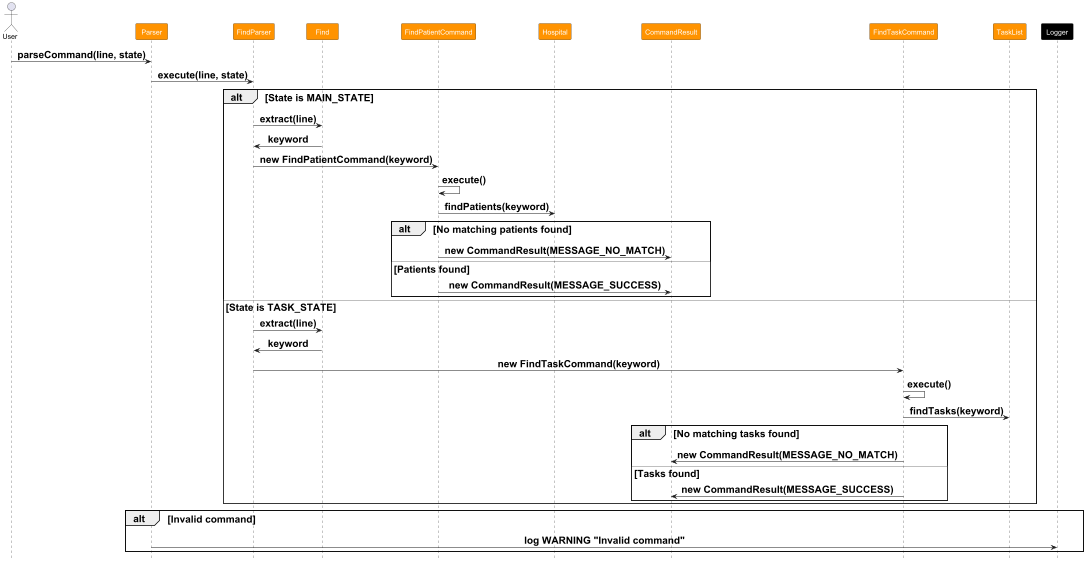 User
Parser
FindParser
Find
FindPatientCommand
Hospital
CommandResult
FindTaskCommand
TaskList
Logger
parseCommand(line, state)
execute(line, state)
alt
[State is MAIN_STATE]
extract(line)
keyword
new FindPatientCommand(keyword)
execute()
findPatients(keyword)
alt
[No matching patients found]
new CommandResult(MESSAGE_NO_MATCH)
[Patients found]
new CommandResult(MESSAGE_SUCCESS)
[State is TASK_STATE]
extract(line)
keyword
new FindTaskCommand(keyword)
execute()
findTasks(keyword)
alt
[No matching tasks found]
new CommandResult(MESSAGE_NO_MATCH)
[Tasks found]
new CommandResult(MESSAGE_SUCCESS)
alt
[Invalid command]
log WARNING "Invalid command"